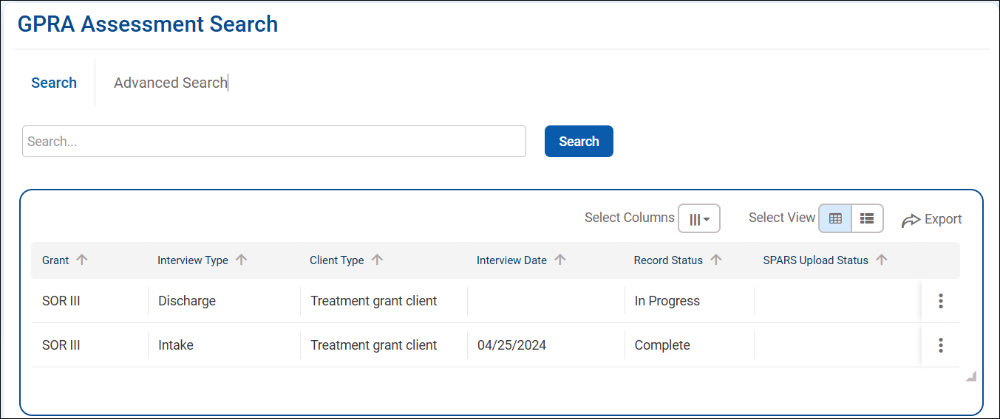 GPRA Assessment Search
Search Advanced Search
Search... Search
Select Columns Select View Export
Grant Interview Type Client Type Interview Date Record Status SPARS Upload Status
SOR III Discharge Treatment grant client In Progress
SOR III Intake Treatment grant client 04/25/2024 Complete